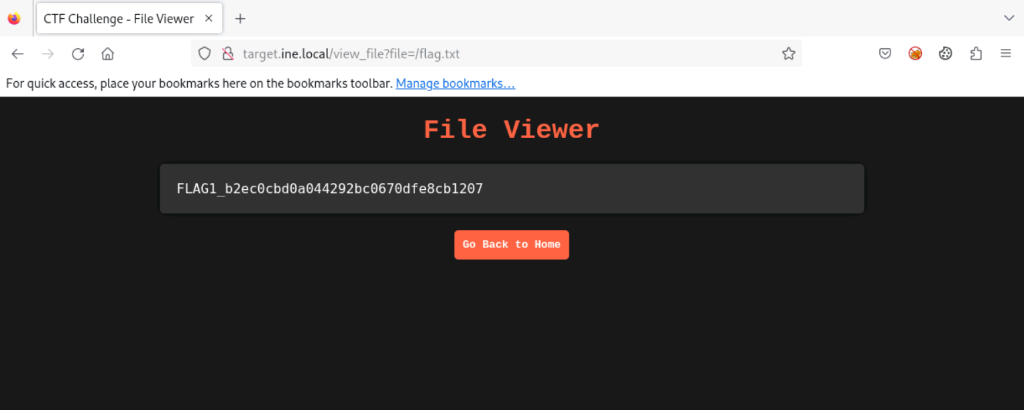 CTF Challenge - File Viewer
target.ine.local/view_file?file=/flag.txt
For quick access, place your bookmarks here on the bookmarks toolbar. Manage bookmarks...
File Viewer
FLAG1_b2ec0cbd0a044292bc0670dfe8cb1207
Go Back to Home